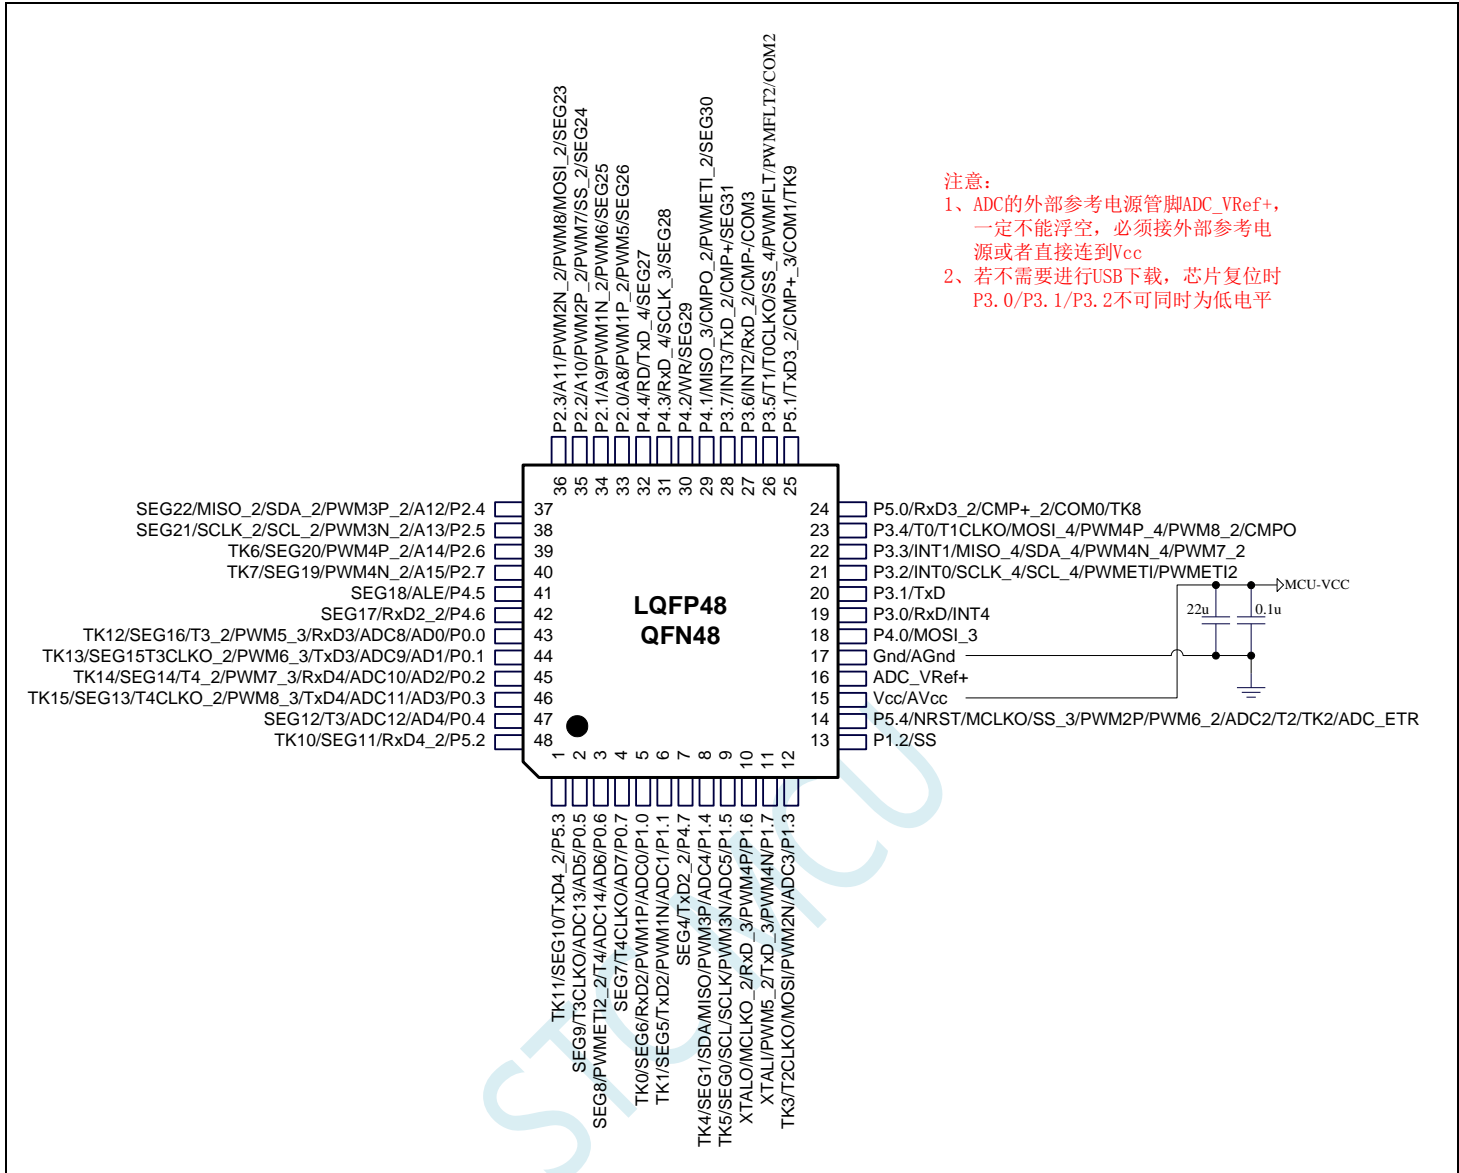 P2.3/A11/PWM2N_2/PWM8/MOSI_2/SEG23
P2.2/A10/PWM2P_2/PWM7/SS_2/SEG24
P2.1/A9/PWM1N_2/PWM6/SEG25
P2.0/A8/PWM1P_2/PWM5/SEG26
P4.4/RD/TxD_4/SEG27
P4.3/RxD_4/SCLK_3/SEG28
P4.2/WR/SEG29
P4.1/MISO_3/CMPO_2/PWMETI_2/SEG30
P3.7/INT3/TxD_2/CMP+/SEG31
P3.6/INT2/RxD_2/CMP-/COM3
P3.5/T1/T0CLKO/SS_4/PWMFLT/PWMFLT2/COM2
P5.1/TxD3_2/CMP+_3/COM1/TK9
注意：
1、ADC的外部参考电源管脚ADC_VRef+，
一定不能浮空，必须接外部参考电
源或者直接连到Vcc
2、若不需要进行USB下载，芯片复位时
P3.0/P3.1/P3.2不可同时为低电平
36 35 34 33 32 31 30 29 28 27 26 25
SEG22/MISO_2/SDA_2/PWM3P_2/A12/P2.4 37
SEG21/SCLK_2/SCL_2/PWM3N_2/A13/P2.5 38
TK6/SEG20/PWM4P_2/A14/P2.6 39
TK7/SEG19/PWM4N_2/A15/P2.7 40
SEG18/ALE/P4.5 41
SEG17/RxD2_2/P4.6 42
TK12/SEG16/T3_2/PWM5_3/RxD3/ADC8/AD0/P0.0 43
TK13/SEG15T3CLKO_2/PWM6_3/TxD3/ADC9/AD1/P0.1 44
TK14/SEG14/T4_2/PWM7_3/RxD4/ADC10/AD2/P0.2 45
TK15/SEG13/T4CLKO_2/PWM8_3/TxD4/ADC11/AD3/P0.3 46
SEG12/T3/ADC12/AD4/P0.4 47
TK10/SEG11/RxD4_2/P5.2 48
LQFP48
QFN48
24 P5.0/RxD3_2/CMP+_2/COM0/TK8
23 P3.4/T0/T1CLKO/MOSI_4/PWM4P_4/PWM8_2/CMPO
22 P3.3/INT1/MISO_4/SDA_4/PWM4N_4/PWM7_2
21 P3.2/INT0/SCLK_4/SCL_4/PWMETI/PWMETI2
20 P3.1/TxD
19 P3.0/RxD/INT4
18 P4.0/MOSI_3
17 Gnd/AGnd
16 ADC_VRef+
15 Vcc/AVcc
14 P5.4/NRST/MCLKO/SS_3/PWM2P/PWM6_2/ADC2/T2/TK2/ADC_ETR
13 P1.2/SS
MCU-VCC
22u
0.1u
1 2 3 4 5 6 7 8 9 10 11 12
TK11/SEG10/TxD4_2/P5.3
SEG9/T3CLKO/ADC13/AD5/P0.5
SEG8/PWMETI2_2/T4/ADC14/AD6/P0.6
SEG7/T4CLKO/AD7/P0.7
TK0/SEG6/RxD2/PWM1P/ADC0/P1.0
TK1/SEG5/TxD2/PWM1N/ADC1/P1.1
SEG4/TxD2_2/P4.7
TK4/SEG1/SDA/MISO/PWM3P/ADC4/P1.4
TK5/SEG0/SCL/SCLK/PWM3N/ADC5/P1.5
XTALO/MCLKO_2/RxD_3/PWM4P/P1.6
XTALI/PWM5_2/TxD_3/PWM4N/P1.7
TK3/T2CLKO/MOSI/PWM2N/ADC3/P1.3
STCMCU